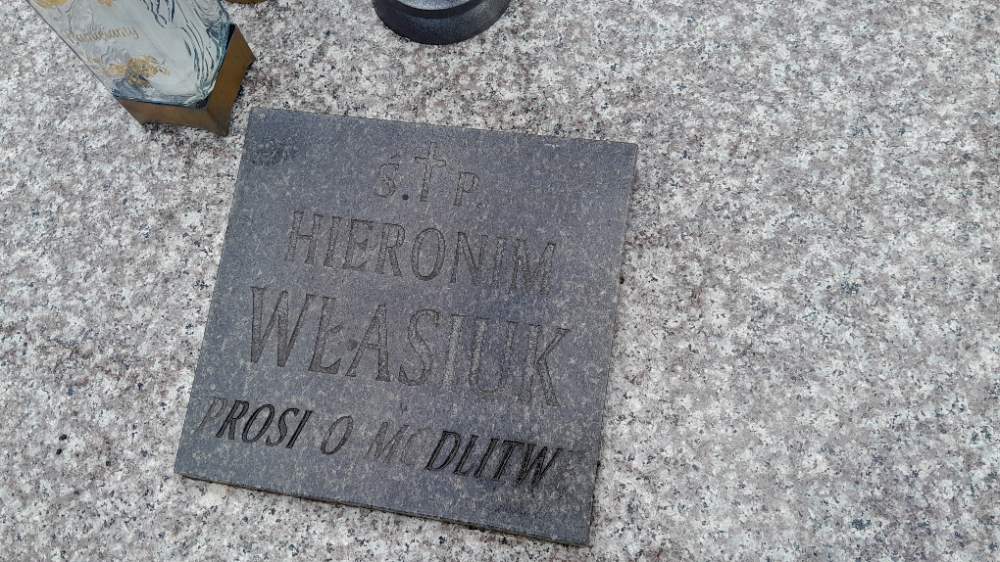 Ś.†P.
HIERONIM
WŁASIUK
PROSI O MODLITW